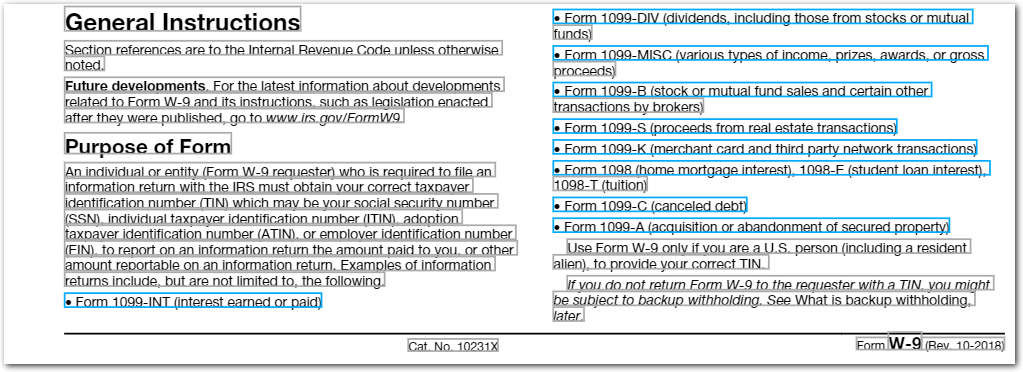 General Instructions
Section references are to the Internal Revenue Code unless otherwise
noted.
Future developments. For the latest information about developments
related to Form W-9 and its instructions, such as legislation enacted
after they were published, go to www.irs.gov/FormW9.
Purpose of Form
An individual or entity (Form W-9 requester) who is required to file an
information return with the IRS must obtain your correct taxpayer
identification number (TIN) which may be your social security number
(SSN), individual taxpayer identification number (ITIN), adoption
taxpayer identification number (ATIN), or employer identification number
(EIN), to report on an information return the amount paid to you, or other
amount reportable on an information return. Examples of information
returns include, but are not limited to, the following.
• Form 1099-INT (interest earned or paid)
• Form 1099-DIV (dividends, including those from stocks or mutual
funds)
• Form 1099-MISC (various types of income, prizes, awards, or gross
proceeds)
• Form 1099-B (stock or mutual fund sales and certain other
transactions by brokers)
• Form 1099-S (proceeds from real estate transactions)
• Form 1099-K (merchant card and third party network transactions)
• Form 1098 (home mortgage interest), 1098-E (student loan interest),
1098-T (tuition)
• Form 1099-C (canceled debt)
• Form 1099-A (acquisition or abandonment of secured property)
Use Form W-9 only if you are a U.S. person (including a resident
alien), to provide your correct TIN.
If you do not return Form W-9 to the requester with a TIN, you might
be subject to backup withholding. See What is backup withholding,
later.
Cat. No. 10231X
Form W-9 (Rev. 10-2018)